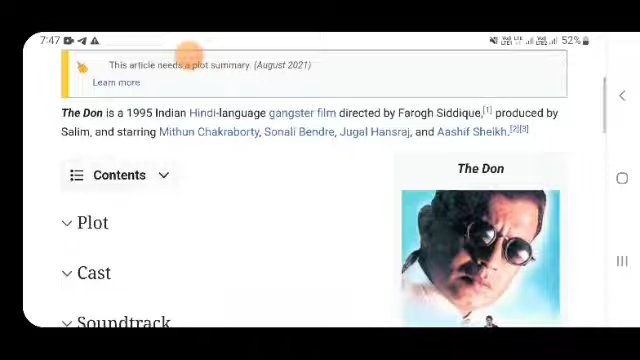 7:47 52%
This article needs a plot summary. (August 2021)
Learn more
The Don is a 1995 Indian Hindi-language gangster film directed by Farogh Siddique,[1] produced by
Salim, and starring Mithun Chakraborty, Sonali Bendre, Jugal Hansraj, and Aashif Sheikh.[2][3]
Contents
The Don
Plot
Cast
Soundtrack